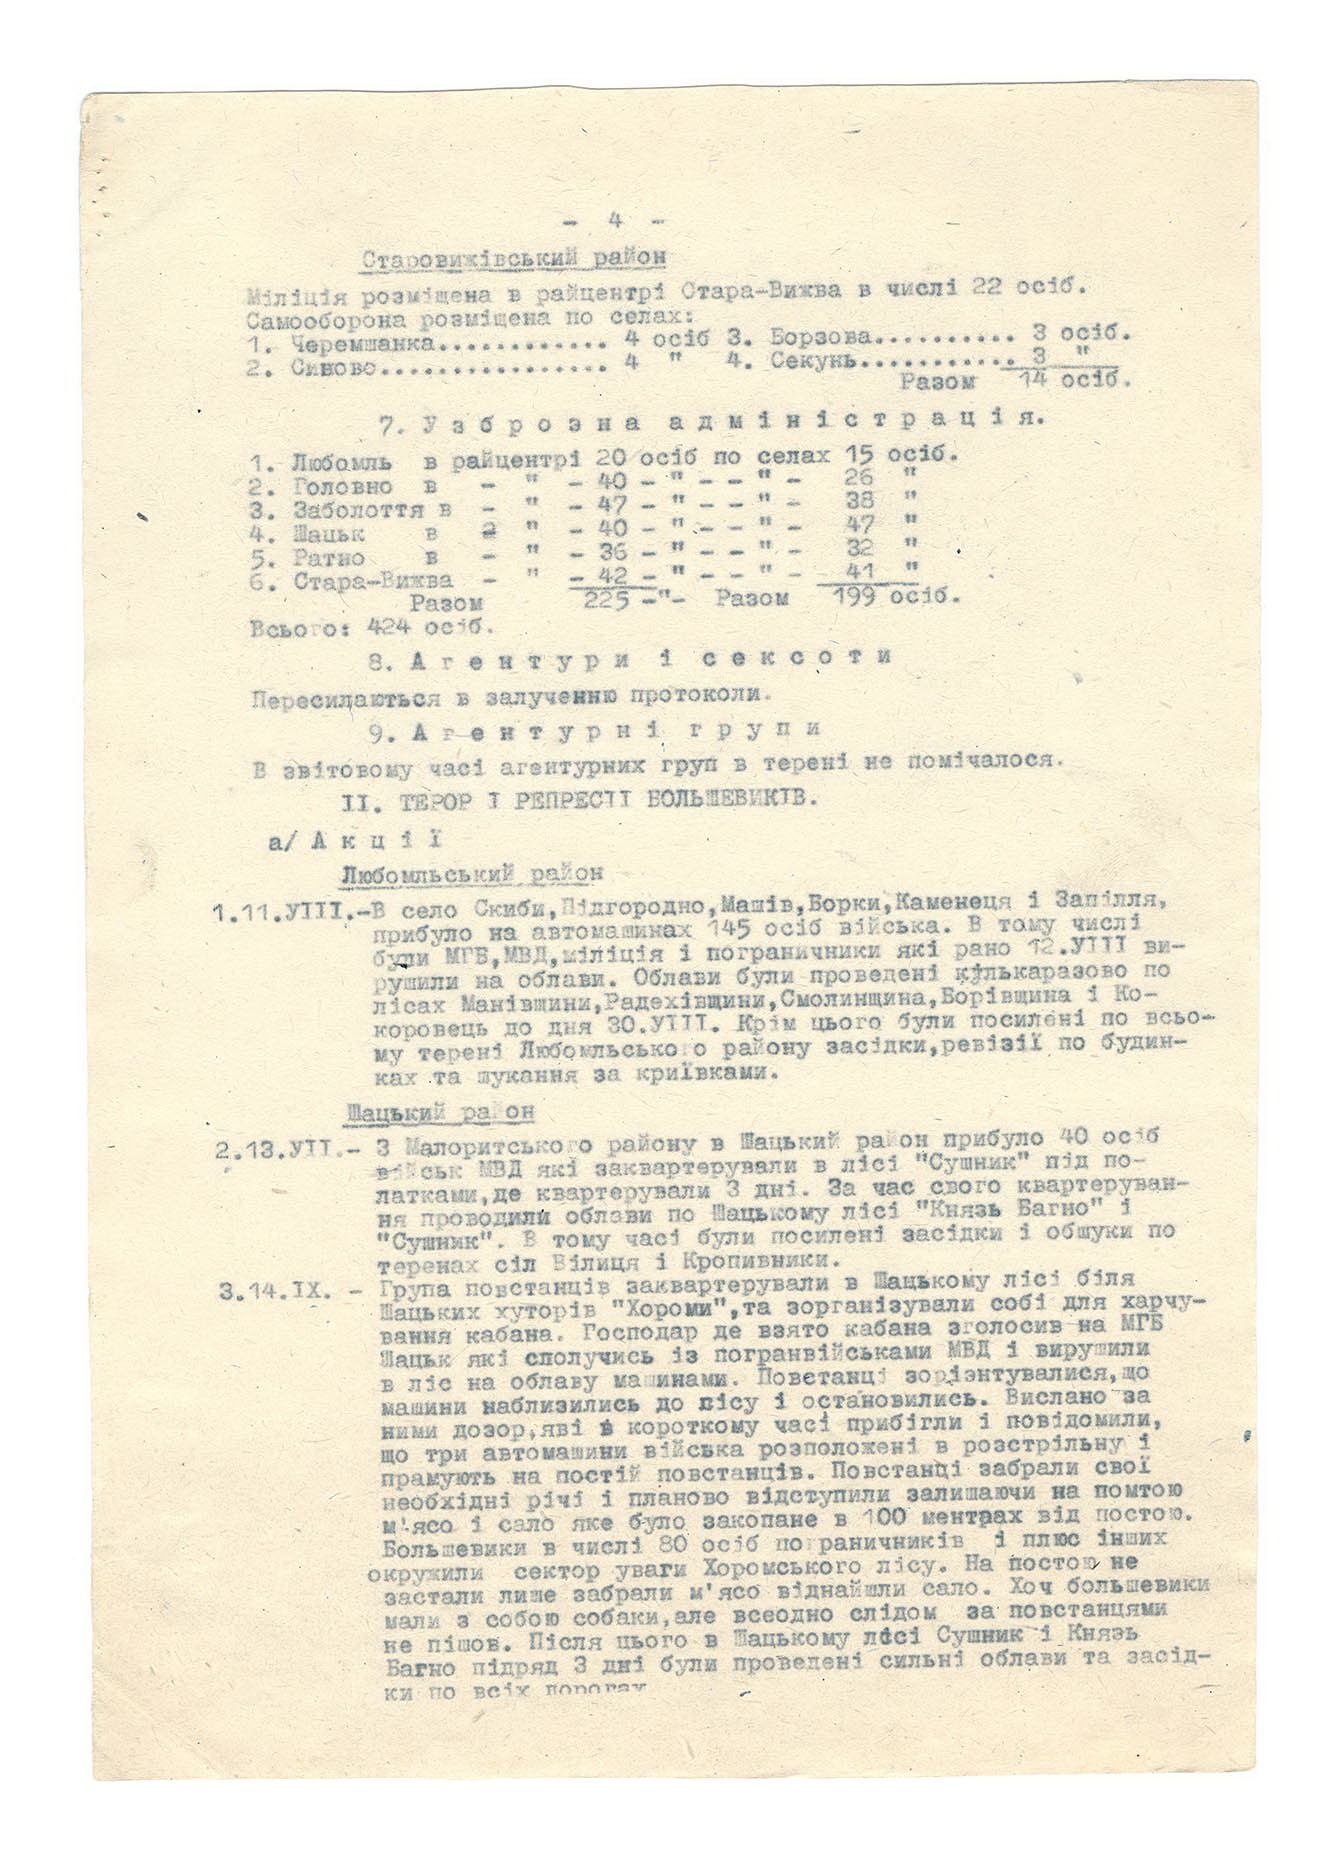 - 4 -
Старовижівський район
Міліція розміщена в райцентрі Стара-Вижва в числі 22 осіб.
Самооборона розміщена по селах:
1. Черемшанка............. 4 осіб 3. Борзова........... 3 осіб.
2. Синово................. 4 " 4. Секунь............ 3 "
Разом 14 осіб.
7. У з б р о є н а а д м і н і с т р а ц і я.
1. Любомль в райцентрі 20 осіб по селах 15 осіб.
2. Головно в - " - 40 - " - - " - 26 "
3. Заболоття в - " - 47 - " - - " - 38 "
4. Шацьк в - " - 40 - " - - " - 47 "
5. Ратно в - " - 36 - " - - " - 32 "
6. Стара-Вижва - " - 42 - " - - " - 41 "
Разом 225 -"- Разом 199 осіб.
Всього: 424 осіб.
8. А г е н т у р и і с е к с о т и
Пересилаються в залученню протоколи.
9. А г е н т у р н і г р у п и
В звітовому часі агентурних груп в терені не помічалося.
II. ТЕРОР І РЕПРЕСІЇ БОЛЬШЕВИКІВ.
а/ А к ц і ї
Любомльський район
1.11.УІІІ.-В село Скиби,Підгородно,Машів,Борки,Каменеця і Запілля,
прибуло на автомашинах 145 осіб війська. В тому числі
були МГБ,МВД,міліція і пограничники які рано 12.УІІІ ви-
рушили на облави. Облави були проведені кількаразово по
лісах Манівщини,Радехівщини,Смолинщина,Борівщина і Ко-
коровець до дня 30.УІІІ. Крім цього були посилені по всьо-
му терені Любомльського району засідки,ревізії по будин-
ках та шукання за криївками.
Шацький район
2.13.УІІ.- З Малоритського району в Шацький район прибуло 40 осіб
військ МВД які заквартерували в лісі "Сушник" під по-
латками,де квартерували 3 дні. За час свого квартеруван-
ня проводили облави по Шацькому лісі "Князь Багно" і
"Сушник". В тому часі були посилені засідки і обшуки по
теренах сіл Вілиця і Кропивники.
3.14.ІХ. - Група повстанців заквартерували в Шацькому лісі біля
Шацьких хуторів "Хороми",та зорганізували собі для харчу-
вання кабана. Господар де взято кабана зголосив на МГБ
Шацьк які сполучись із погранвійськами МВД і вирушили
в ліс на облаву машинами. Повстанці зорієнтувалися,що
машини наблизились до лісу і остановились. Вислано за
ними дозор,яві в короткому часі прибігли і повідомили,
що три автомашини війська розположені в розстрільну і
прамують на постій повстанців. Повстанці забрали свої
необхідні річі і планово відступили залишаючи на помтою
м'ясо і сало яке було закопане в 100 ментрах від постою.
Большевики в числі 80 осіб пограничників і плюс інших
окружили сектор уваги Хоромського лісу. На постою не
застали лише забрали м'ясо віднайшли сало. Хоч большевики
мали з собою собаки,але всеодно слідом за повстанцями
не пішов. Після цього в Шацькому лісі Сушник і Князь
Багно підряд 3 дні були проведені сильні облави та засід-
ки по всіх дорогах